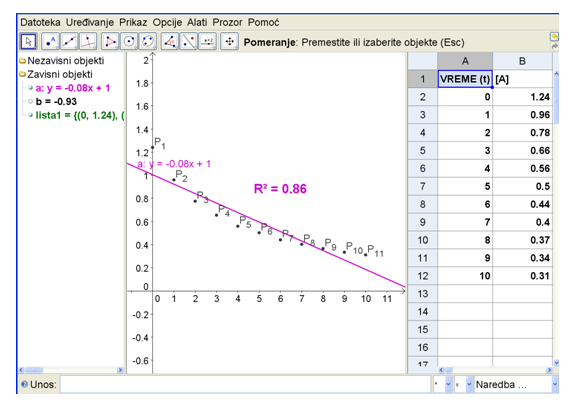 Datoteka Uređivanje Prikaz Opcije Alati Prozor Pomoć
Pomeranje: Premestite ili izaberite objekte (Esc)
Nezavisni objekti
Zavisni objekti
a: y = -0.08x + 1
b = -0.93
lista1 = {(0, 1.24), (
2
1.8
1.6
1.4
1.2
1
0.8
0.6
0.4
0.2
0
-0.2
-0.4
-0.6
0 1 2 3 4 5 6 7 8 9 10 11
P1
a: y = -0.08x + 1
P2
P3
P4
P5
P6
P7
P8
P9
P10
P11
R² = 0.86
A B
1 VREME (t) [A]
2 0 1.24
3 1 0.96
4 2 0.78
5 3 0.66
6 4 0.56
7 5 0.5
8 6 0.44
9 7 0.4
10 8 0.37
11 9 0.34
12 10 0.31
13
14
15
16
17
Unos:
Naredba ...